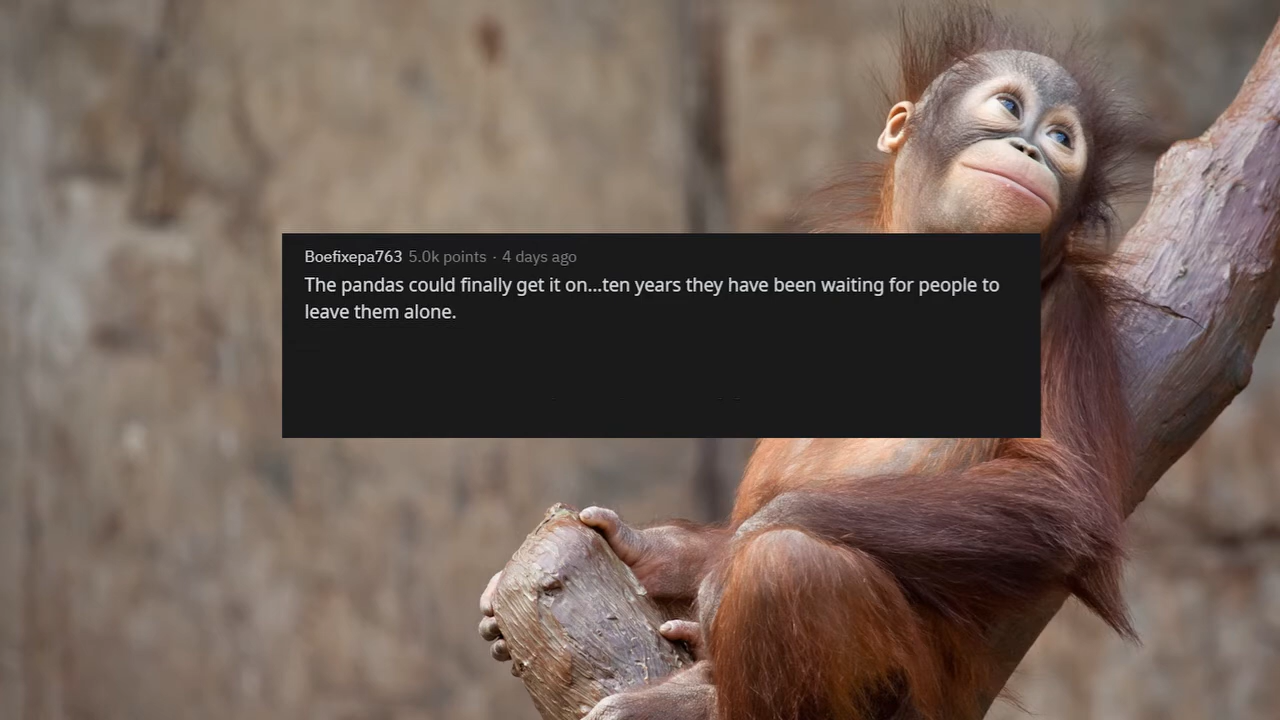 Boefixepa763 5.0k points · 4 days ago
The pandas could finally get it on...ten years they have been waiting for people to
leave them alone.